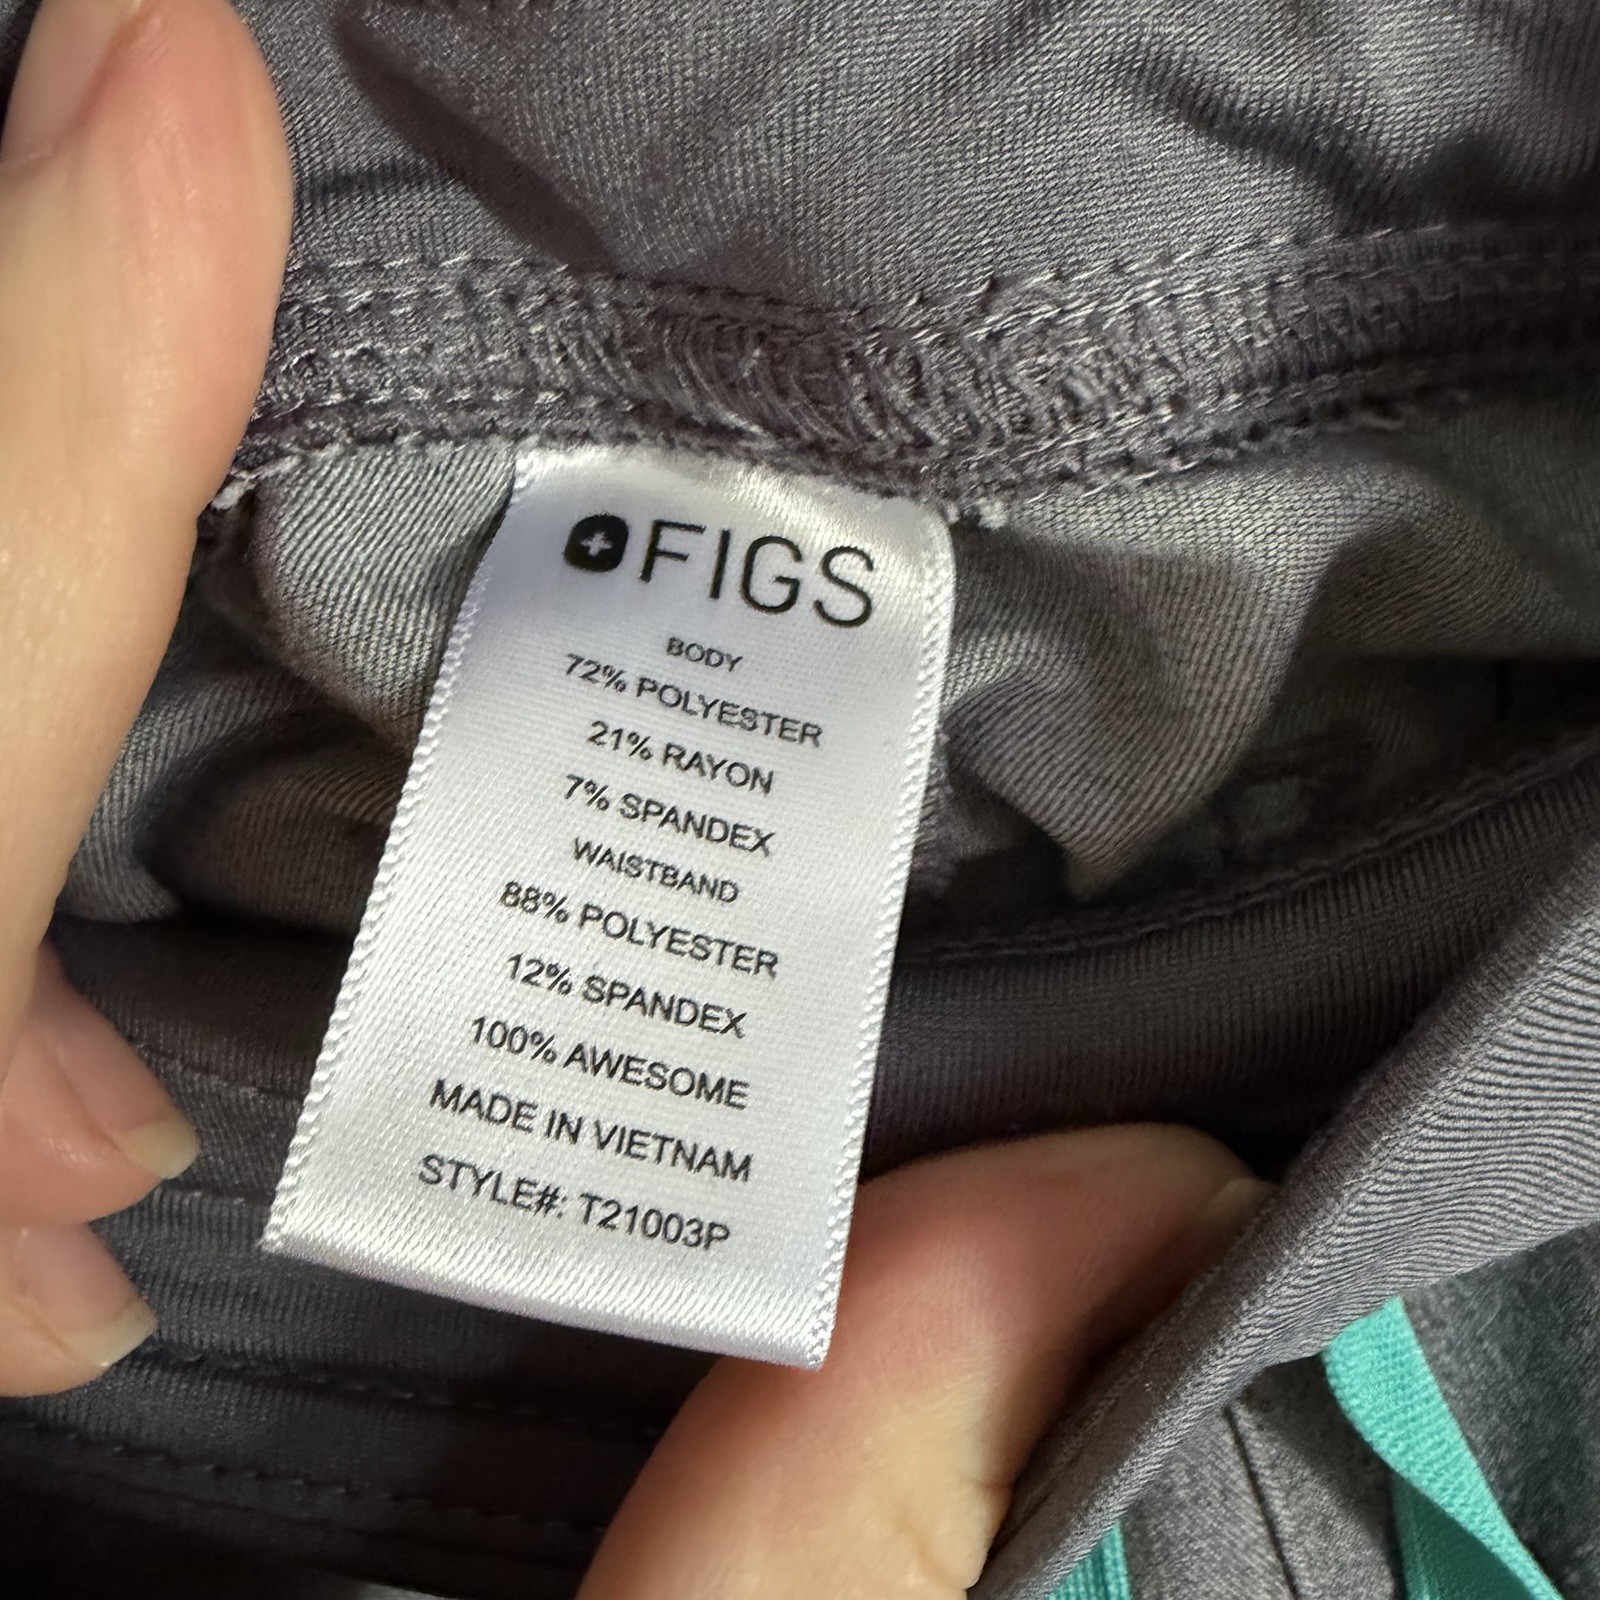 FIGS
BODY
72% POLYESTER
21% RAYON
7% SPANDEX
WAISTBAND
88% POLYESTER
12% SPANDEX
100% AWESOME
MADE IN VIETNAM
STYLE#: T21003P